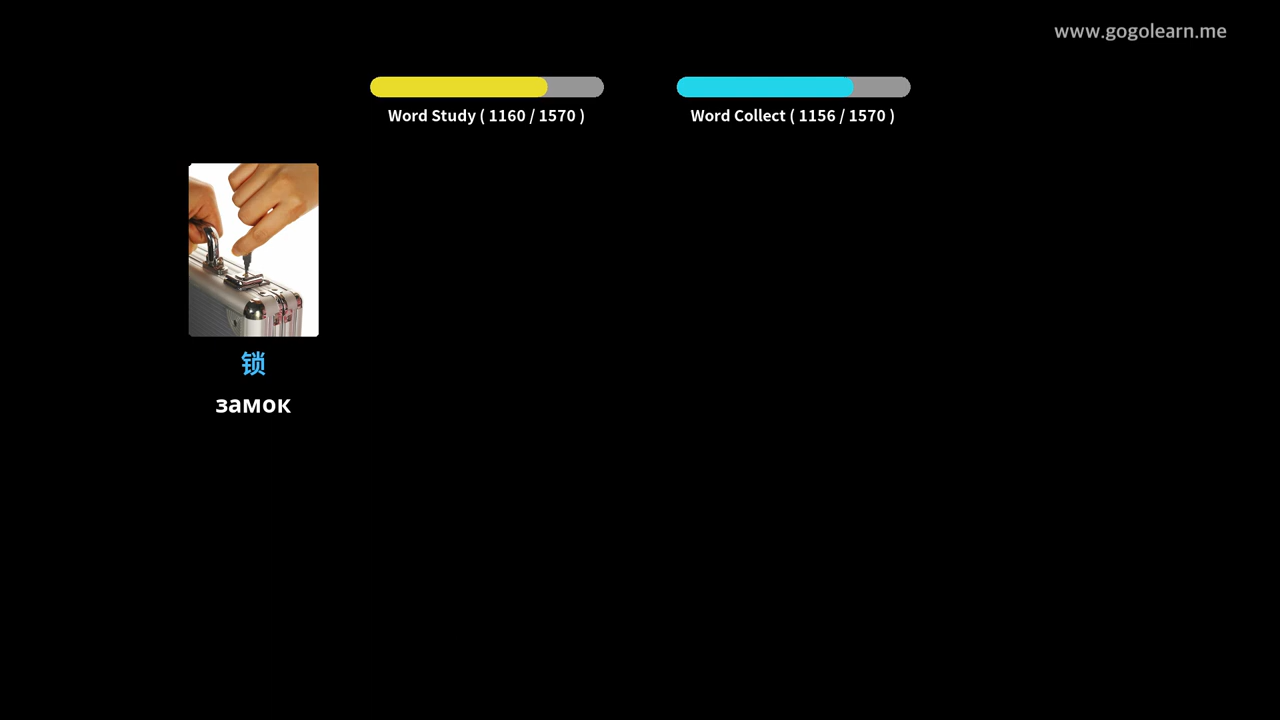 www.gogolearn.me
Word Study ( 1160 / 1570 )
Word Collect ( 1156 / 1570 )
锁
замок